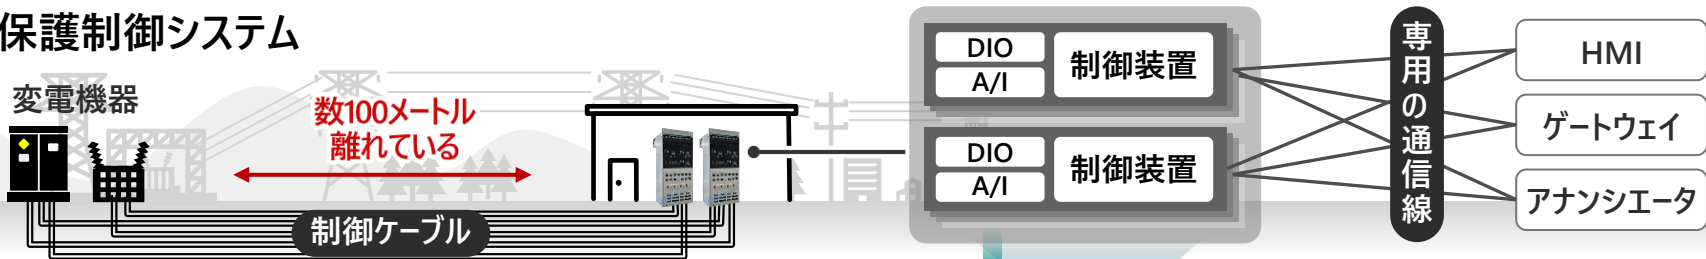 保護制御システム
変電機器
数100メートル
離れている
制御ケーブル
DIO
A/I
制御装置
DIO
A/I
制御装置
専用の通信線
HMI
ゲートウェイ
アナンシエータ